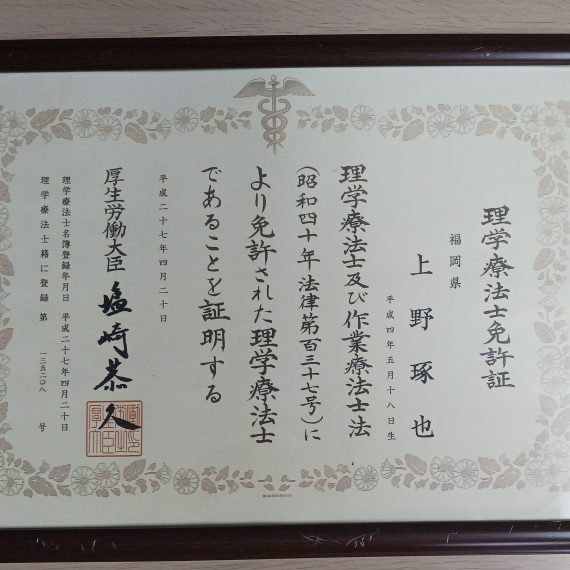 理学療法士免許証
福岡県
上野琢也
平成四年五月十八日生
理学療法士及び作業療法士法
(昭和四十年法律第百三十七号)に
より免許された理学療法士
であることを証明する
平成二十七年四月二十日
厚生労働大臣 塩崎恭久
理学療法士名簿登録年月日 平成二十七年四月二十日
理学療法士籍に登録 第 一三五二〇八 号